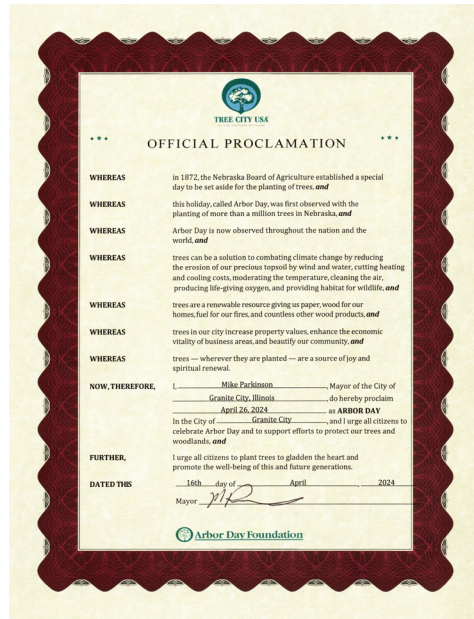 TREE CITY USA
★ ★ ★ ★ ★ ★
OFFICIAL PROCLAMATION
WHEREAS in 1872, the Nebraska Board of Agriculture established a special
day to be set aside for the planting of trees, and
WHEREAS this holiday, called Arbor Day, was first observed with the
planting of more than a million trees in Nebraska, and
WHEREAS Arbor Day is now observed throughout the nation and the
world, and
WHEREAS trees can be a solution to combating climate change by reducing
the erosion of our precious topsoil by wind and water, cutting heating
and cooling costs, moderating the temperature, cleaning the air,
producing life-giving oxygen, and providing habitat for wildlife, and
WHEREAS trees are a renewable resource giving us paper, wood for our
homes, fuel for our fires, and countless other wood products, and
WHEREAS trees in our city increase property values, enhance the economic
vitality of business areas, and beautify our community, and
WHEREAS trees — wherever they are planted — are a source of joy and
spiritual renewal.
NOW, THEREFORE, I, Mike Parkinson, Mayor of the City of
Granite City, Illinois, do hereby proclaim
April 26, 2024 as ARBOR DAY
In the City of Granite City, and I urge all citizens to
celebrate Arbor Day and to support efforts to protect our trees and
woodlands, and
FURTHER, I urge all citizens to plant trees to gladden the heart and
promote the well-being of this and future generations.
DATED THIS 16th day of April, 2024
Mayor
Arbor Day Foundation